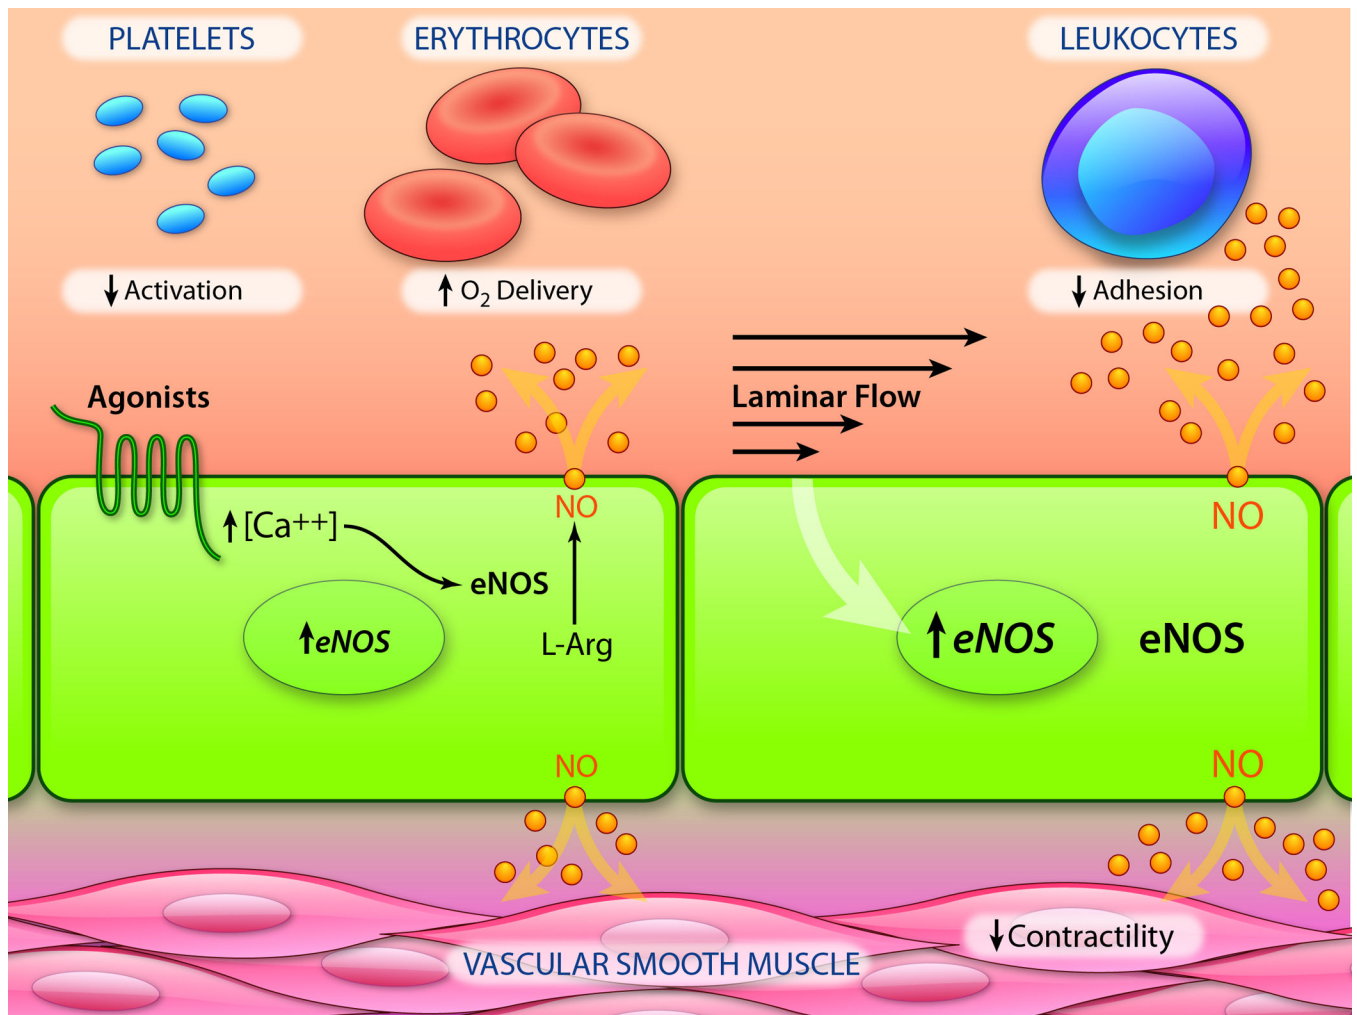 PLATELETS
ERYTHROCYTES
LEUKOCYTES
↓ Activation
↑ O₂ Delivery
↓ Adhesion
Agonists
Laminar Flow
↑ [Ca⁺⁺]
eNOS
NO
L-Arg
↑ eNOS
NO
↑ eNOS
eNOS
NO
NO
↓ Contractility
VASCULAR SMOOTH MUSCLE